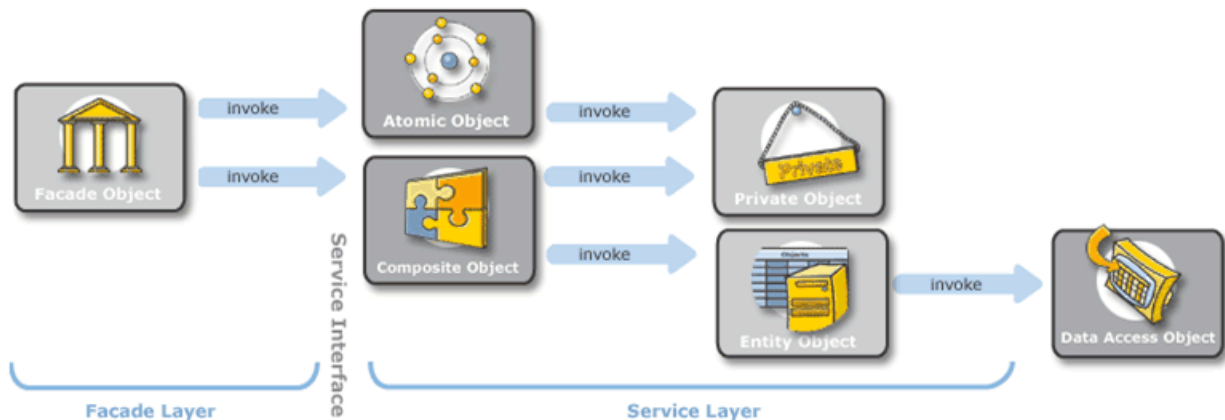 invoke
Atomic Object
invoke
Facade Object
invoke
Composite Object
invoke
Private
Private Object
invoke
Objects
Entity Object
invoke
Data Access Object
Service Interface
Facade Layer
Service Layer